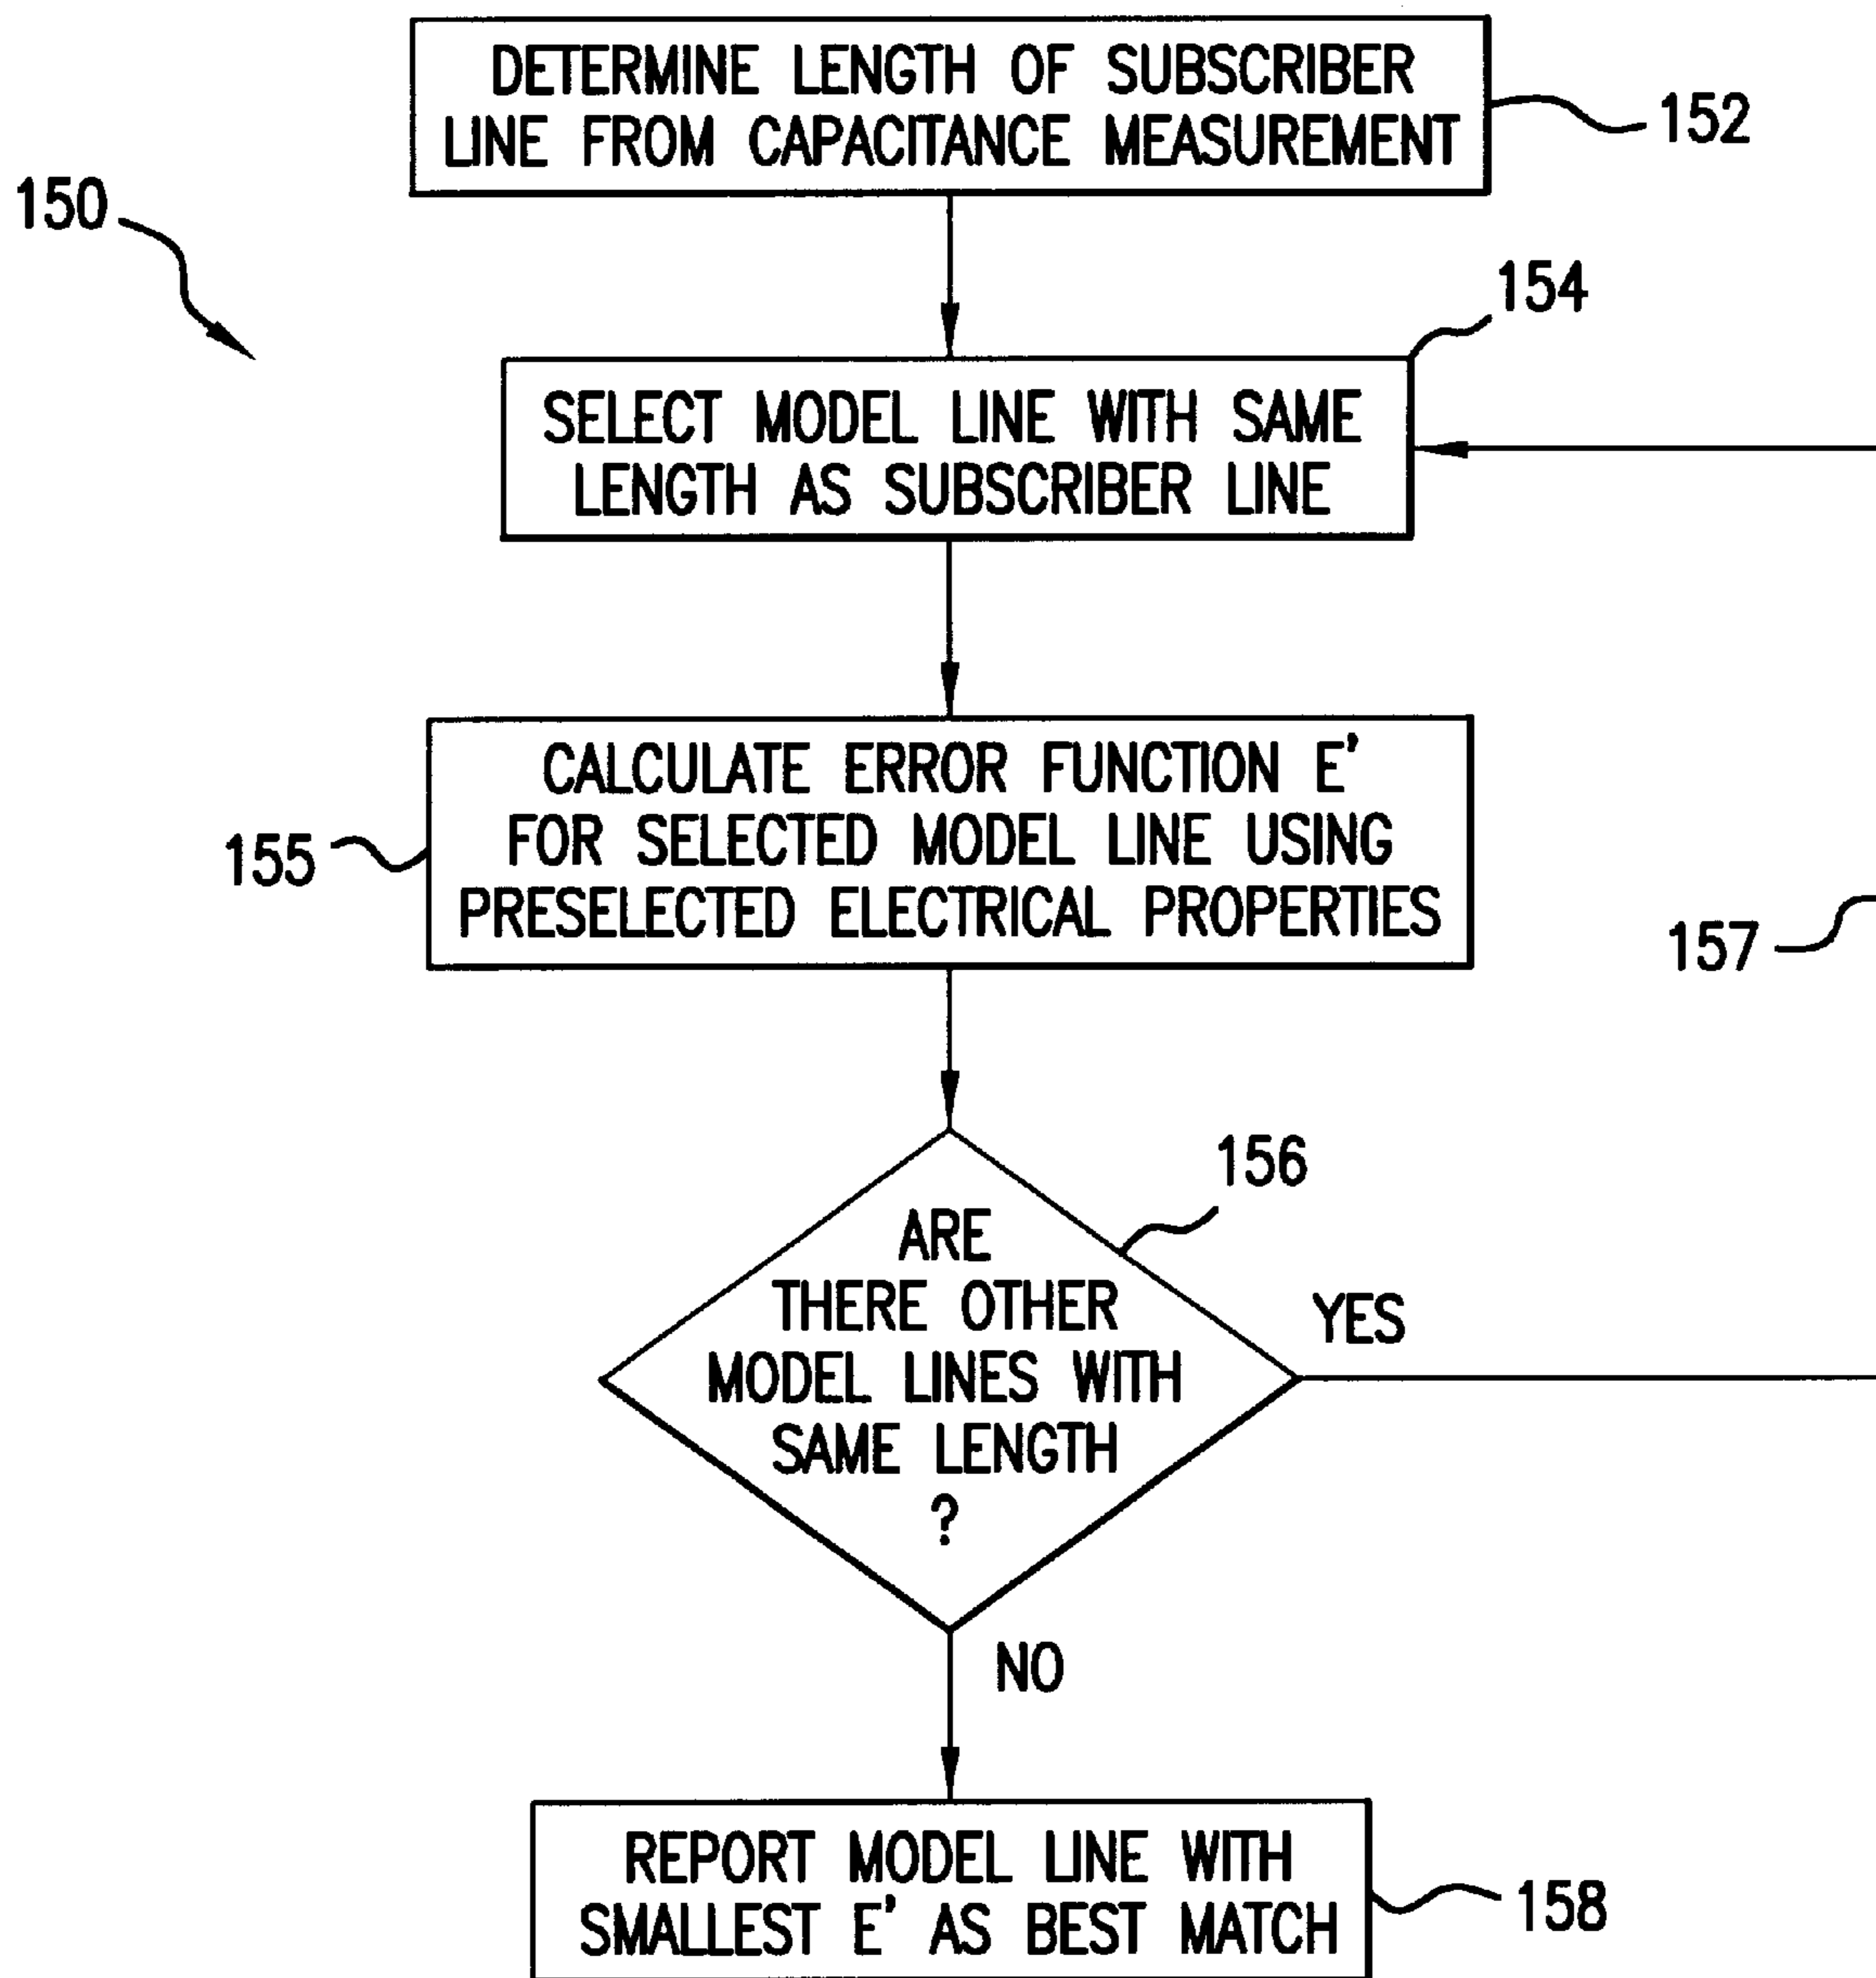 DETERMINE LENGTH OF SUBSCRIBER
LINE FROM CAPACITANCE MEASUREMENT
152
150
154
SELECT MODEL LINE WITH SAME
LENGTH AS SUBSCRIBER LINE
CALCULATE ERROR FUNCTION E'
FOR SELECTED MODEL LINE USING
PRESELECTED ELECTRICAL PROPERTIES
155
157
156
ARE
THERE OTHER
MODEL LINES WITH
SAME LENGTH
?
YES
NO
REPORT MODEL LINE WITH
SMALLEST E' AS BEST MATCH
158